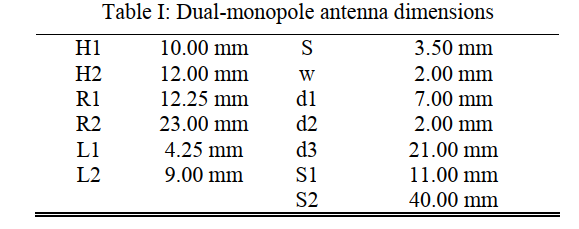 Table I: Dual-monopole antenna dimensions
H1 10.00 mm S 3.50 mm
H2 12.00 mm w 2.00 mm
R1 12.25 mm d1 7.00 mm
R2 23.00 mm d2 2.00 mm
L1 4.25 mm d3 21.00 mm
L2 9.00 mm S1 11.00 mm
S2 40.00 mm